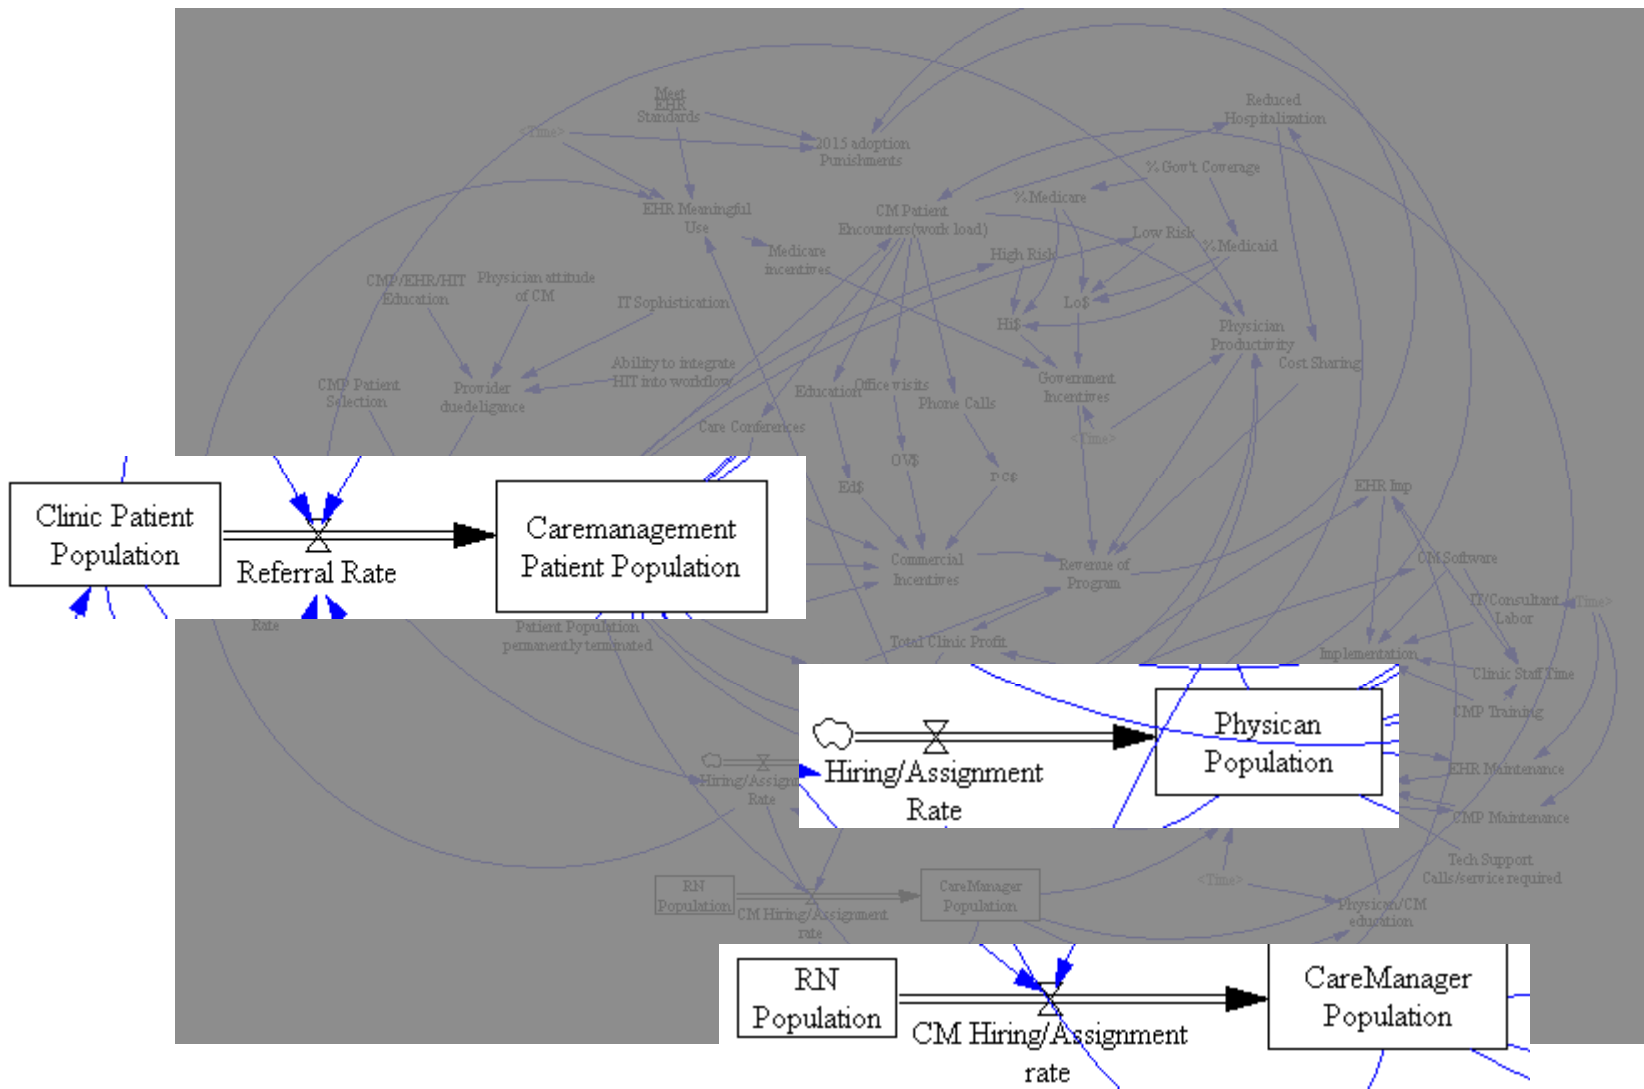 Meet
EHR
Standards
<Time>
2015 adoption
Punishments
Reduced
Hospitalization
% Gov't Coverage
% Medicare
EHR Meaningful
Use
CM Patient
Encounters(work load)
Low Risk
% Medicaid
High Risk
Medicare
incentives
CMP/EHR/HIT
Education
Physician attitude
of CM
IT Sophistication
Lo$
Hi$
Physician
Productivity
Cost Sharing
Ability to integrate
HIT into workflow
CMP Patient
Selection
Provider
duedeligance
Education
Office visits
Phone Calls
Government
Incentives
Care Conferences
<Time>
OV$
Ed$
PC$
EHR Imp
Clinic Patient
Population
Referral Rate
Caremanagement
Patient Population
Commercial
Incentives
Revenue of
Program
CM Software
IT/Consultant
Labor
<Time>
Rate
Patient Population
permanently terminated
Total Clinic Profit
Implementation
Clinic Staff Time
CMP Training
Physican
Population
Hiring/Assignment
Rate
Hiring/Assignm
Rate
EHR Maintenance
CMP Maintenance
Tech Support
Calls/service required
RN
Population
CM Hiring/Assignment
rate
CareManager
Population
<Time>
Physican/CM
education
RN
Population
CM Hiring/Assignment
rate
CareManager
Population